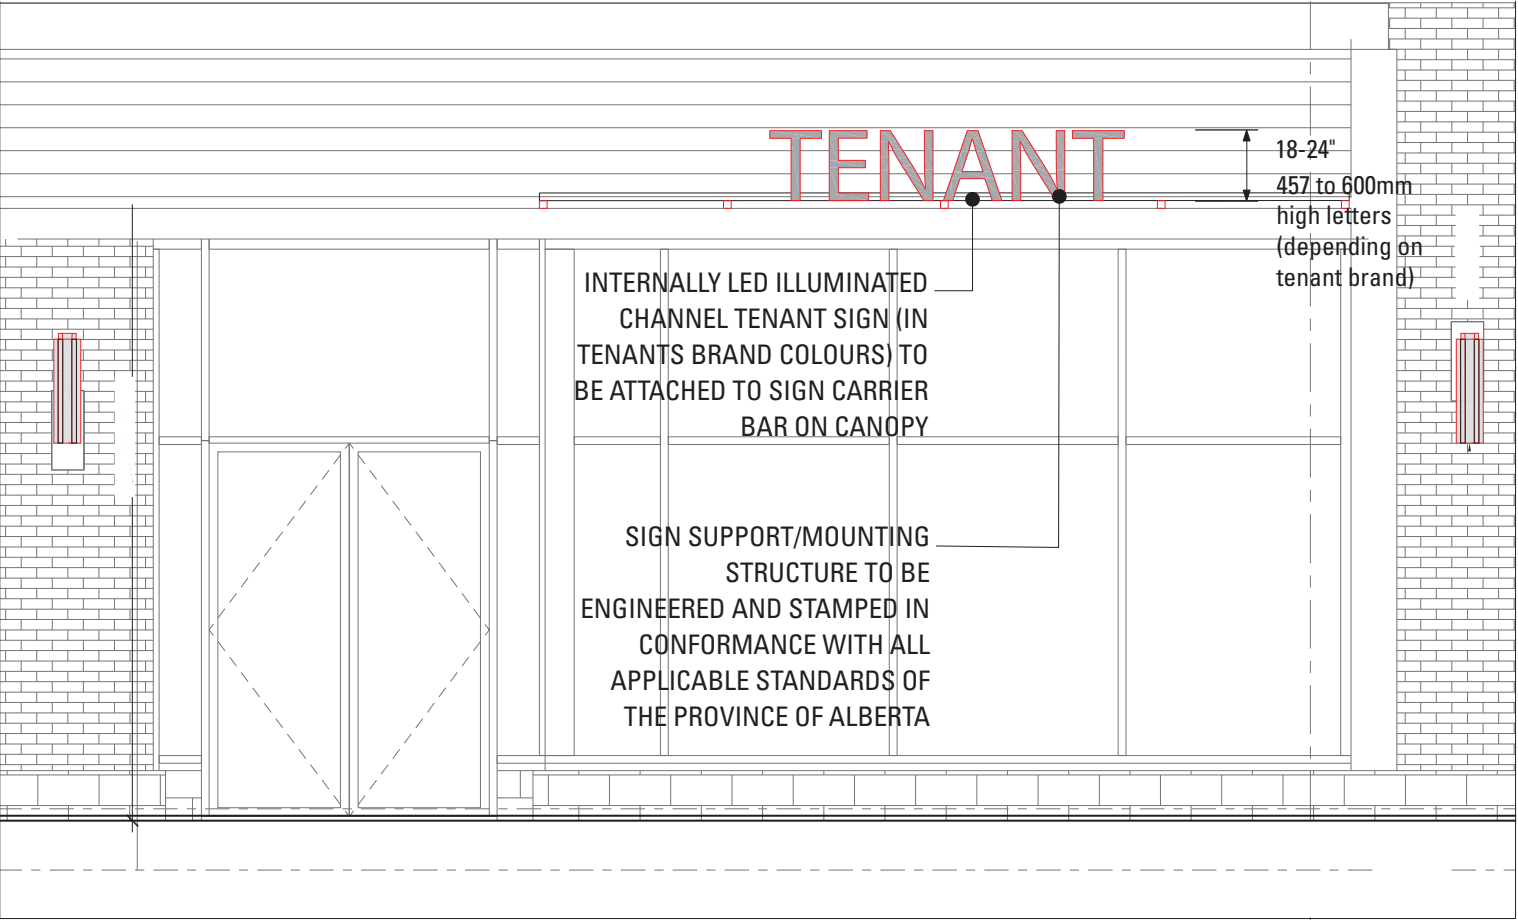 TENANT
18-24"
457 to 600mm
high letters
(depending on
tenant brand)
INTERNALLY LED ILLUMINATED
CHANNEL TENANT SIGN (IN
TENANTS BRAND COLOURS) TO
BE ATTACHED TO SIGN CARRIER
BAR ON CANOPY
SIGN SUPPORT/MOUNTING
STRUCTURE TO BE
ENGINEERED AND STAMPED IN
CONFORMANCE WITH ALL
APPLICABLE STANDARDS OF
THE PROVINCE OF ALBERTA